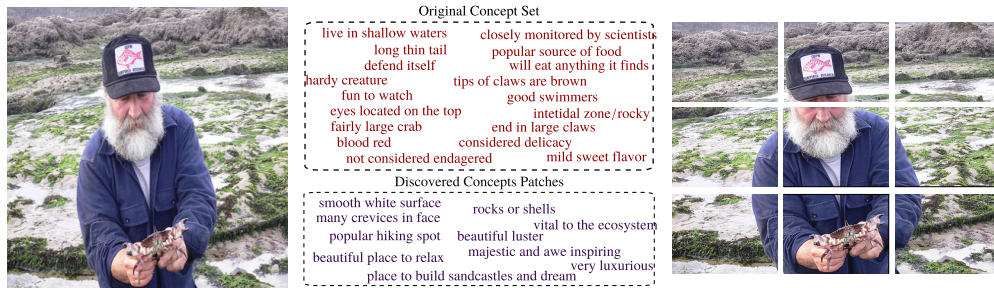 Original Concept Set
live in shallow waters
closely monitored by scientists
long thin tail
popular source of food
defend itself
will eat anything it finds
hardy creature
tips of claws are brown
fun to watch
good swimmers
eyes located on the top
intetidal zone/rocky
fairly large crab
end in large claws
blood red
considered delicacy
not considered endagered
mild sweet flavor
Discovered Concepts Patches
smooth white surface
rocks or shells
many crevices in face
vital to the ecosystem
popular hiking spot
beautiful luster
majestic and awe inspiring
beautiful place to relax
very luxurious
place to build sandcastles and dream